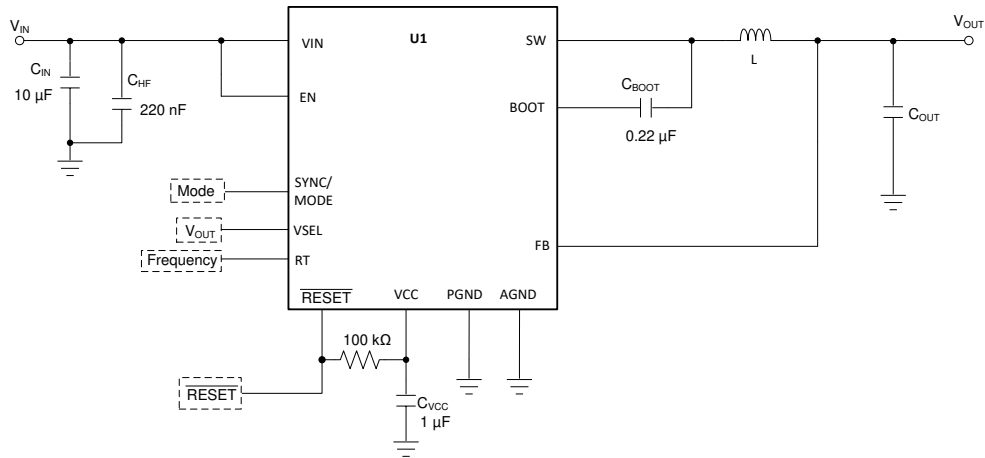 VIN
VOUT
U1
VIN
SW
CIN
10 µF
CHF
220 nF
L
CBOOT
EN
BOOT
0.22 µF
COUT
Mode
SYNC/
MODE
VOUT
VSEL
Frequency
RT
FB
RESET
VCC
PGND
AGND
100 kΩ
RESET
CVCC
1 µF